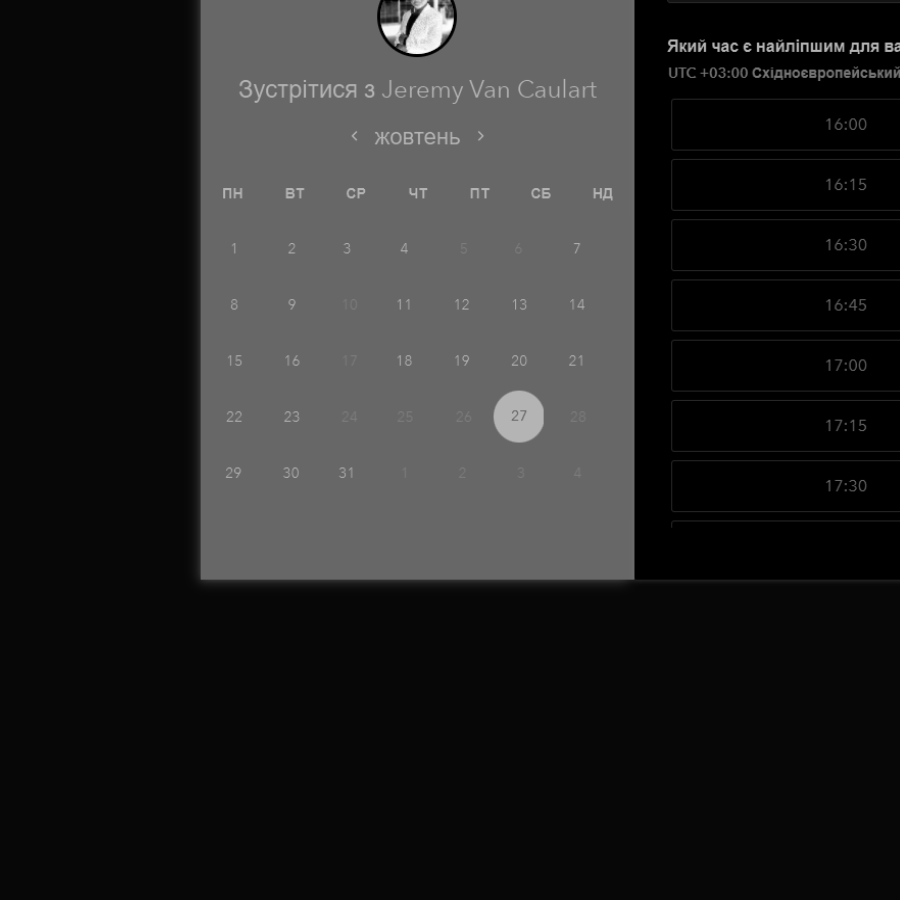 Зустрітися з Jeremy Van Caulart
жовтень
ПН ВТ СР ЧТ ПТ СБ НД
1 2 3 4 5 6 7
8 9 10 11 12 13 14
15 16 17 18 19 20 21
22 23 24 25 26 27 28
29 30 31 1 2 3 4
Який час є найліпшим для ва
UTC +03:00 Східноєвропейський
16:00
16:15
16:30
16:45
17:00
17:15
17:30